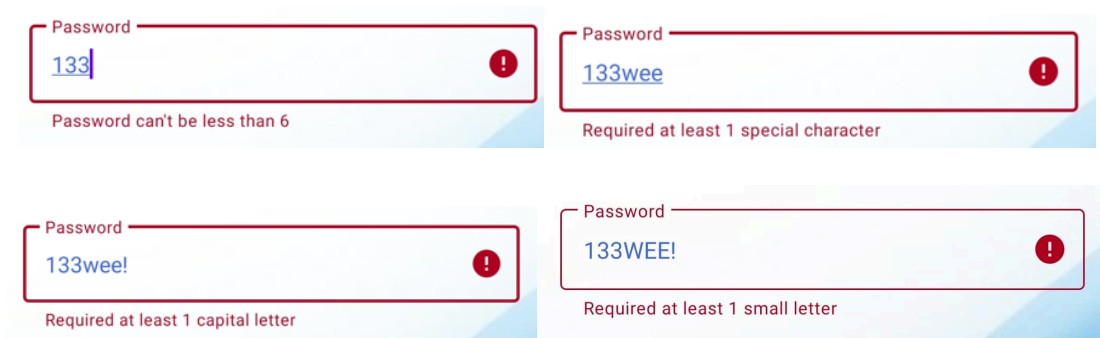 Password
133
Password can't be less than 6
Password
133wee
Required at least 1 special character
Password
133wee!
Required at least 1 capital letter
Password
133WEE!
Required at least 1 small letter